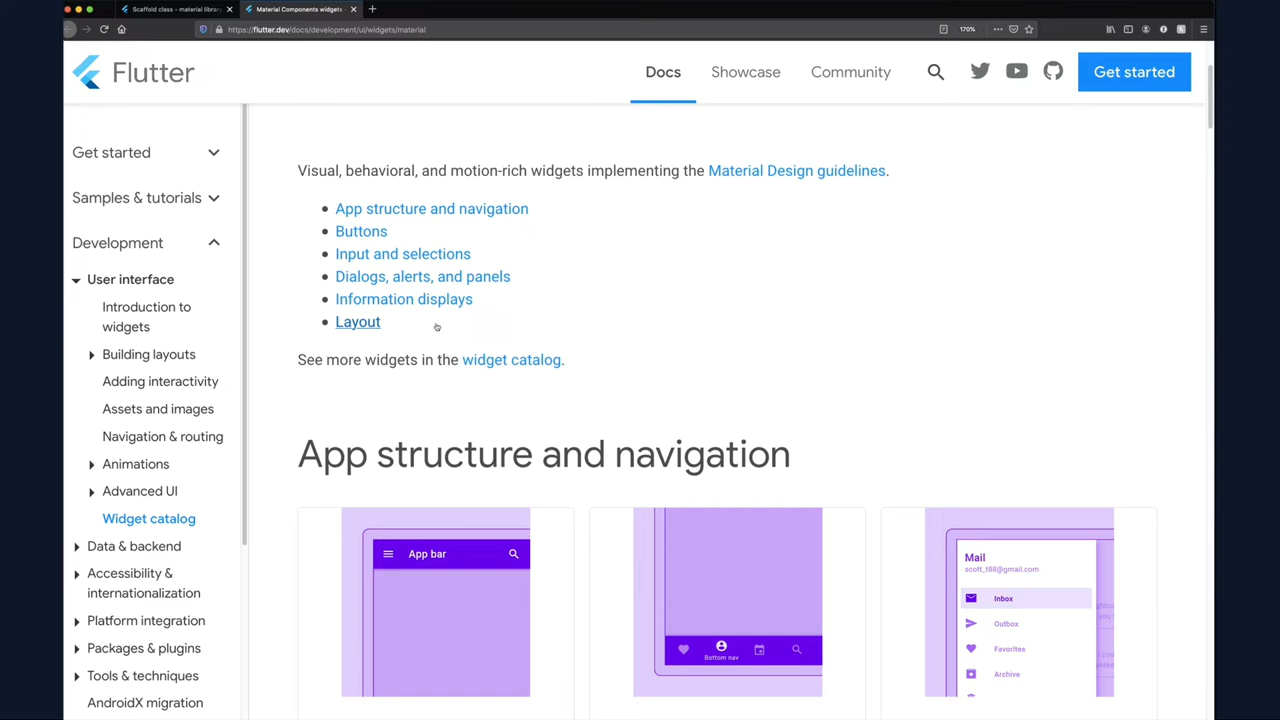 Scaffold class - material library
Material Components widgets
https://flutter.dev/docs/development/ui/widgets/material
170%
Flutter
Docs
Showcase
Community
Get started
Get started
Samples & tutorials
Development
User interface
Introduction to
widgets
Building layouts
Adding interactivity
Assets and images
Navigation & routing
Animations
Advanced UI
Widget catalog
Data & backend
Accessibility &
internationalization
Platform integration
Packages & plugins
Tools & techniques
AndroidX migration
Visual, behavioral, and motion-rich widgets implementing the Material Design guidelines.
• App structure and navigation
• Buttons
• Input and selections
• Dialogs, alerts, and panels
• Information displays
• Layout
See more widgets in the widget catalog.
App structure and navigation
App bar
Bottom nav
Mail
scott_t88@gmail.com
Inbox
Outbox
Favorites
Archive